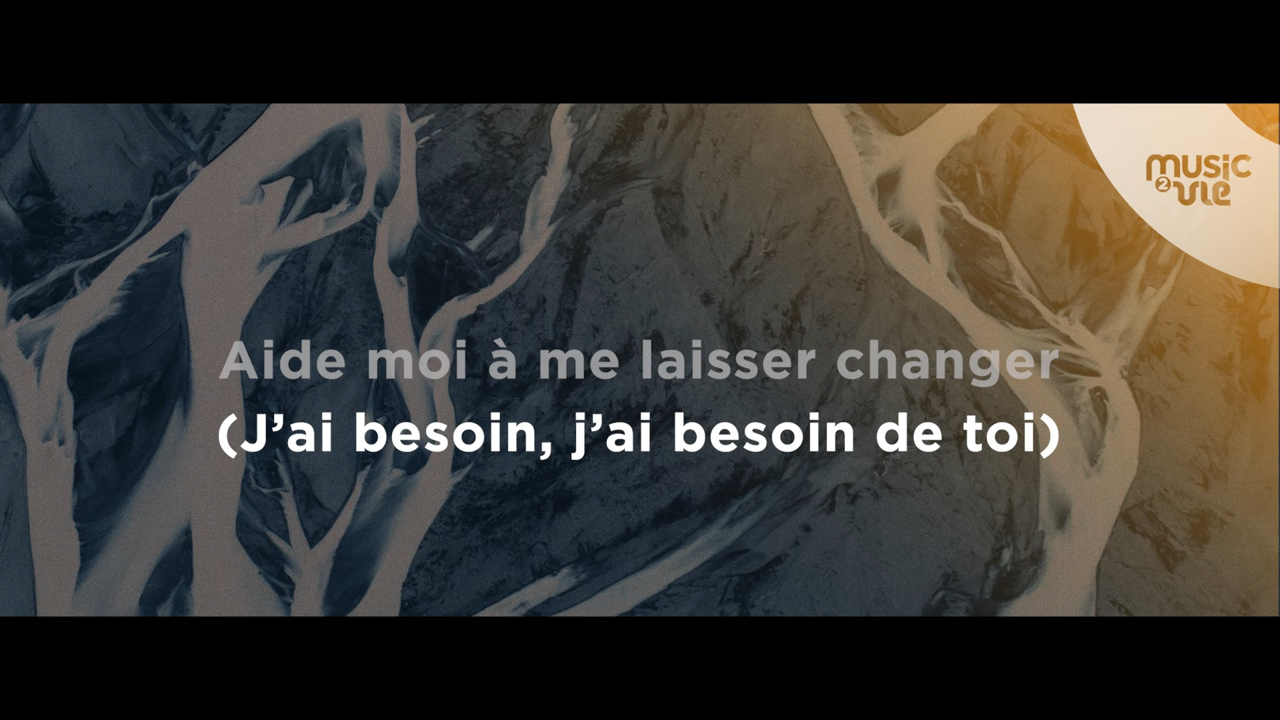 music
2 vie
Aide moi à me laisser changer
(J’ai besoin, j’ai besoin de toi)